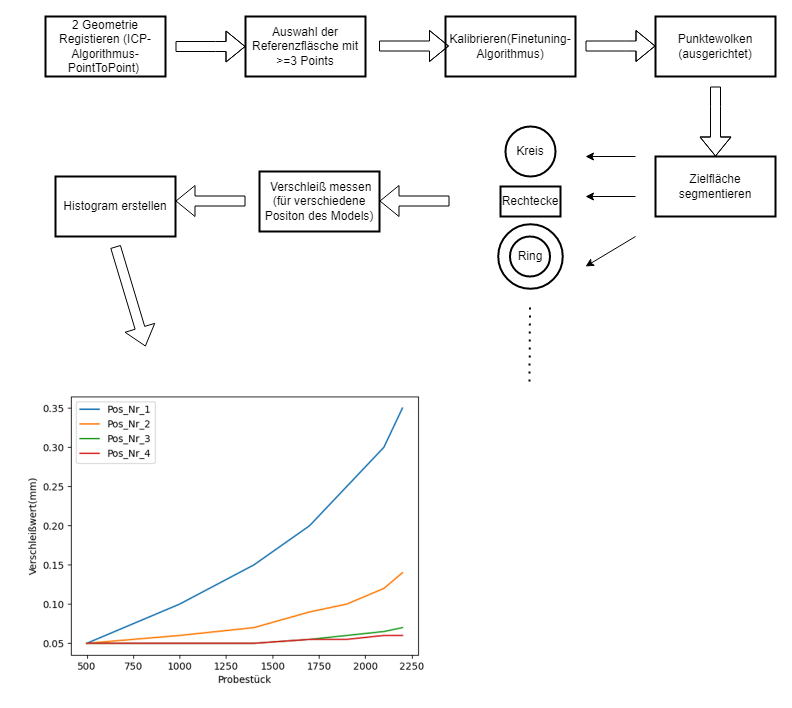 2 Geometrie
Registieren (ICP-
Algorithmus-
PointToPoint)
Auswahl der
Referenzfläsche mit
>=3 Points
Kalibrieren(Finetuning-
Algorithmus)
Punktewolken
(ausgerichtet)
Kreis
Rechtecke
Ring
Zielfläche
segmentieren
Verschleiß messen
(für verschiedene
Positon des Models)
Histogram erstellen
Pos_Nr_1
Pos_Nr_2
Pos_Nr_3
Pos_Nr_4
Verschleißwert(mm)
0.35
0.30
0.25
0.20
0.15
0.10
0.05
500 750 1000 1250 1500 1750 2000 2250
Probestück